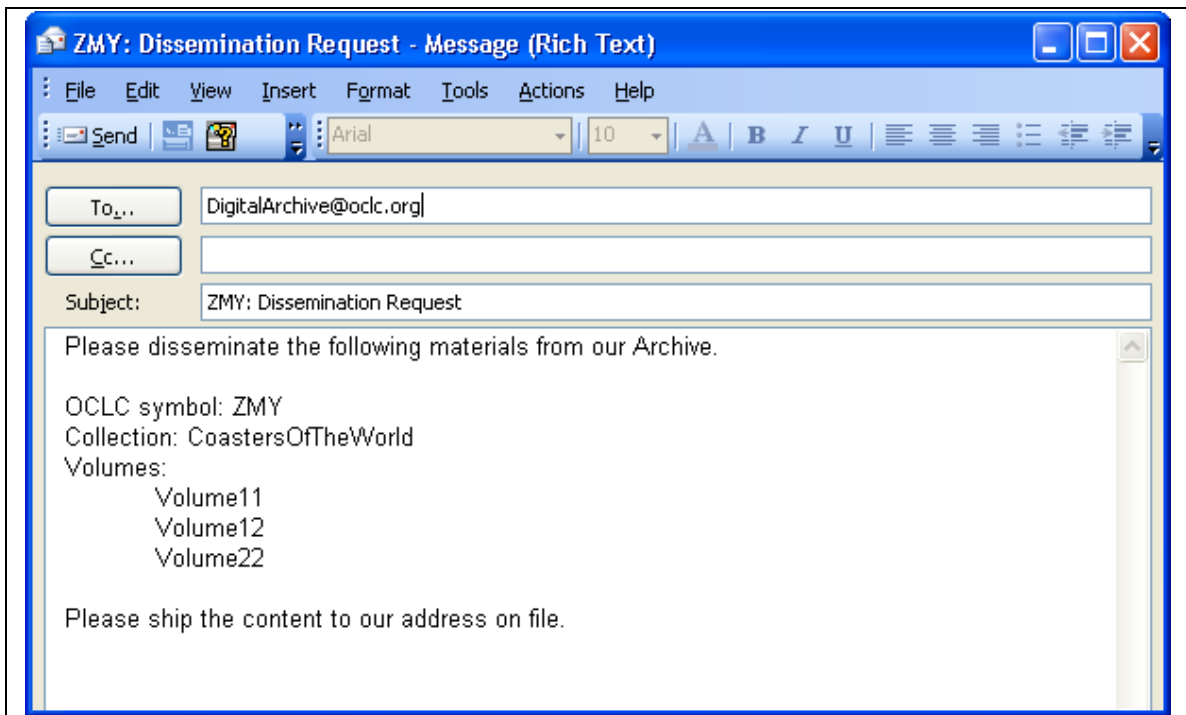 ZMY: Dissemination Request - Message (Rich Text)
File Edit View Insert Format Tools Actions Help
Send Arial 10 A B I U
To... DigitalArchive@oclc.org
Cc...
Subject: ZMY: Dissemination Request
Please disseminate the following materials from our Archive.
OCLC symbol: ZMY
Collection: CoastersOfTheWorld
Volumes:
Volume11
Volume12
Volume22
Please ship the content to our address on file.